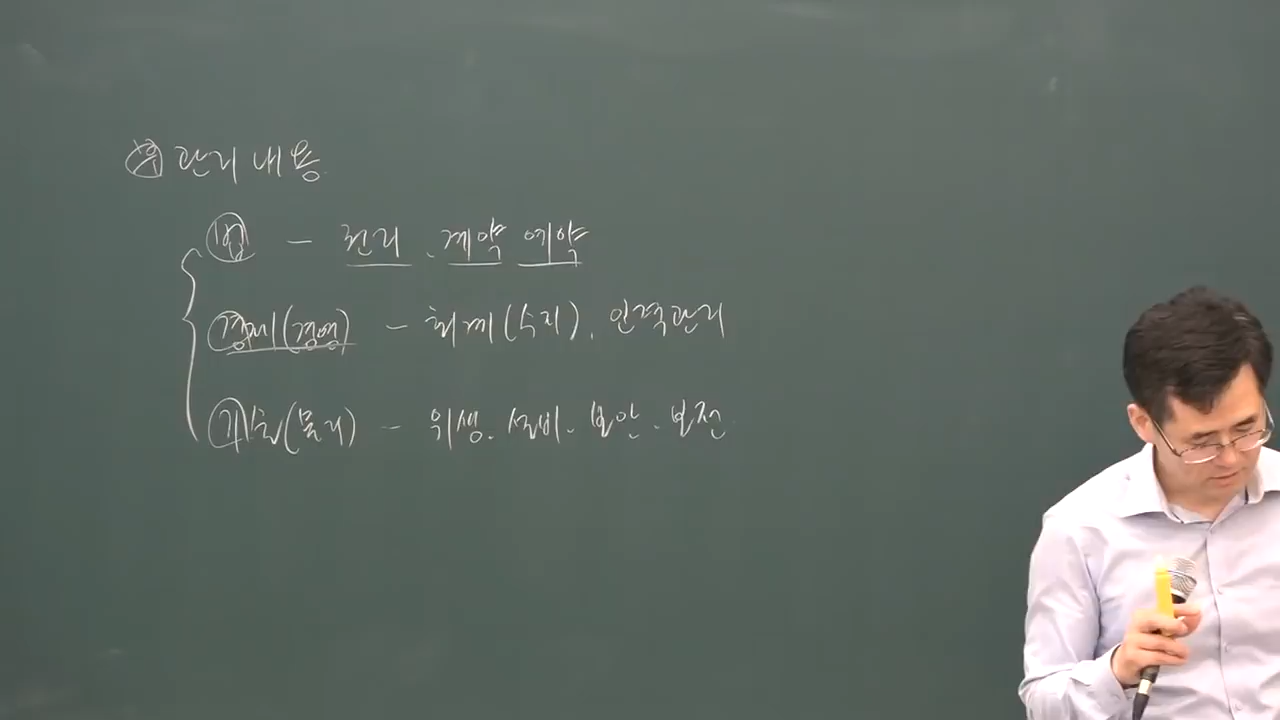 관리내용
법 - 권리, 계약 예약
경제(경영) - 회계(수지), 인력관리
기술(물리) - 위생. 설비. 보안. 보전